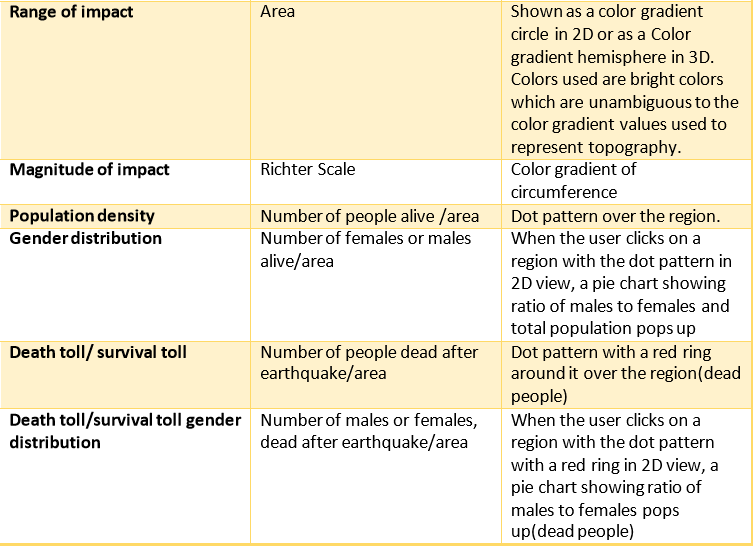 Range of impact
Area
Shown as a color gradient
circle in 2D or as a Color
gradient hemisphere in 3D.
Colors used are bright colors
which are unambiguous to the
color gradient values used to
represent topography.
Magnitude of impact
Richter Scale
Color gradient of
circumference
Population density
Number of people alive /area
Dot pattern over the region.
Gender distribution
Number of females or males
alive/area
When the user clicks on a
region with the dot pattern in
2D view, a pie chart showing
ratio of males to females and
total population pops up
Death toll/ survival toll
Number of people dead after
earthquake/area
Dot pattern with a red ring
around it over the region(dead
people)
Death toll/survival toll gender
distribution
Number of males or females,
dead after earthquake/area
When the user clicks on a
region with the dot pattern
with a red ring in 2D view, a
pie chart showing ratio of
males to females pops
up(dead people)